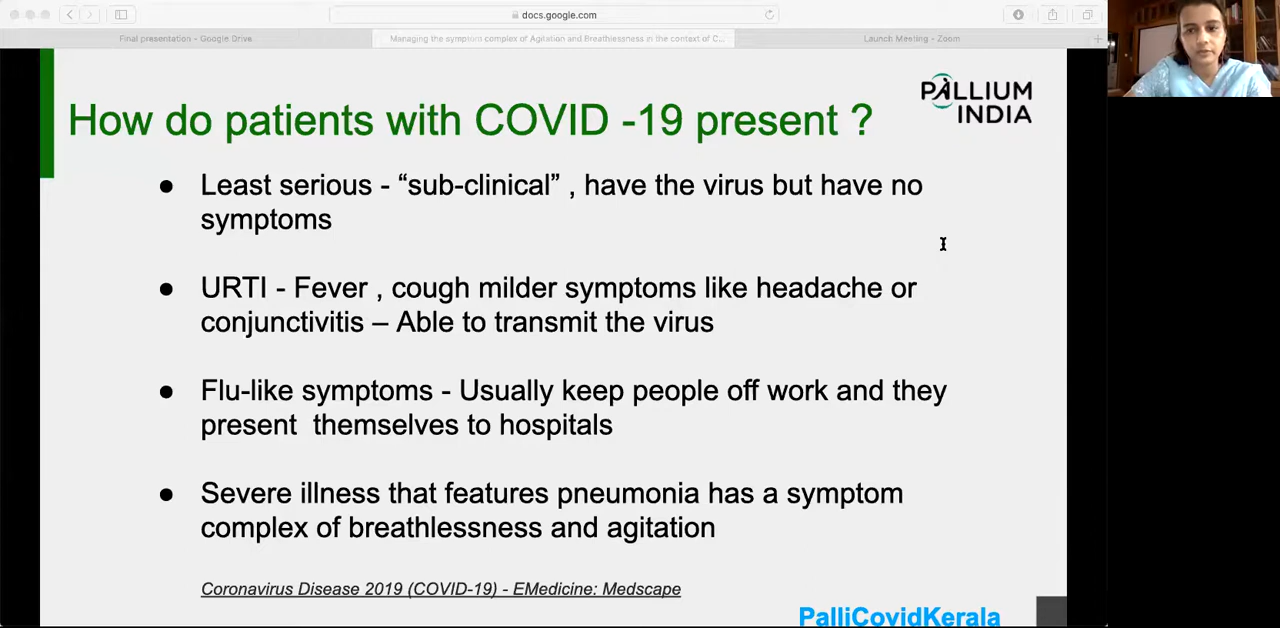 docs.google.com
Final presentation - Google Drive
Managing the symptom complex of Agitation and Breathlessness in the context of C...
Launch Meeting - Zoom
PALLIUM
INDIA
How do patients with COVID -19 present ?
● Least serious - “sub-clinical” , have the virus but have no
symptoms
● URTI - Fever , cough milder symptoms like headache or
conjunctivitis – Able to transmit the virus
● Flu-like symptoms - Usually keep people off work and they
present  themselves to hospitals
● Severe illness that features pneumonia has a symptom
complex of breathlessness and agitation
Coronavirus Disease 2019 (COVID-19) - EMedicine: Medscape
PalliCovidKerala